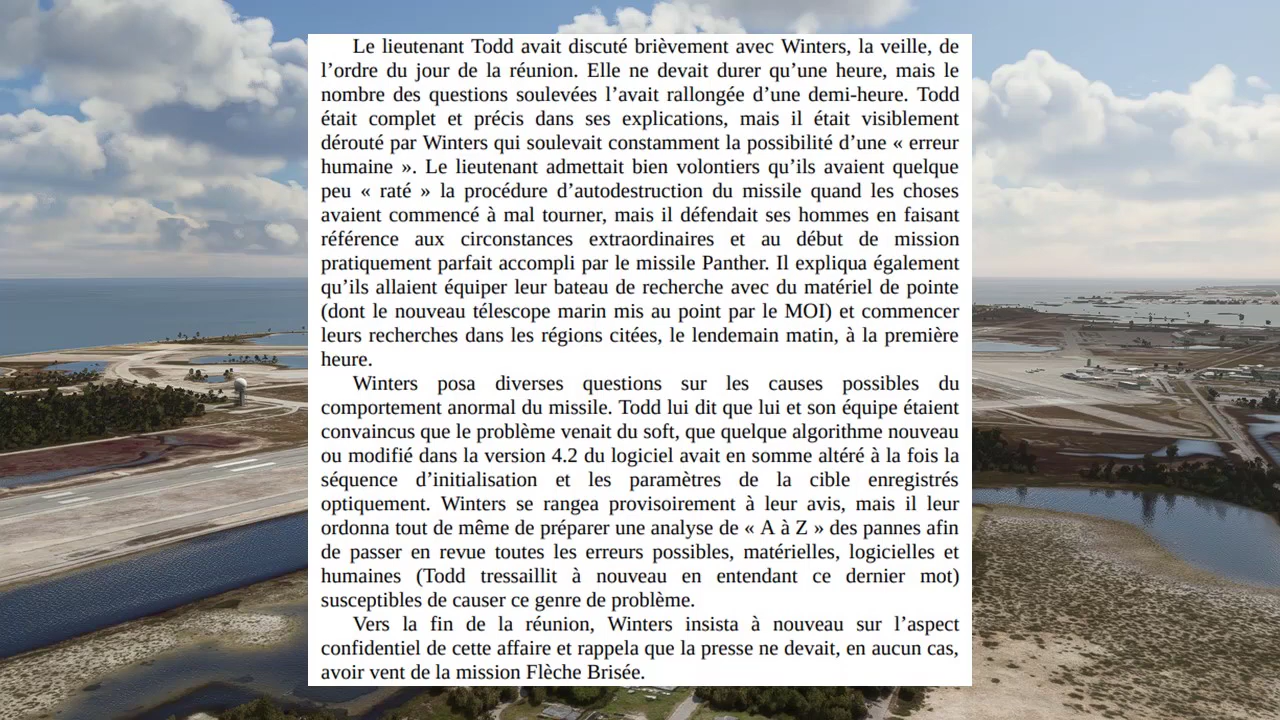 Le lieutenant Todd avait discuté brièvement avec Winters, la veille, de
l’ordre du jour de la réunion. Elle ne devait durer qu’une heure, mais le
nombre des questions soulevées l’avait rallongée d’une demi-heure. Todd
était complet et précis dans ses explications, mais il était visiblement
dérouté par Winters qui soulevait constamment la possibilité d’une « erreur
humaine ». Le lieutenant admettait bien volontiers qu’ils avaient quelque
peu « raté » la procédure d’autodestruction du missile quand les choses
avaient commencé à mal tourner, mais il défendait ses hommes en faisant
référence aux circonstances extraordinaires et au début de mission
pratiquement parfait accompli par le missile Panther. Il expliqua également
qu’ils allaient équiper leur bateau de recherche avec du matériel de pointe
(dont le nouveau télescope marin mis au point par le MOI) et commencer
leurs recherches dans les régions citées, le lendemain matin, à la première
heure.
Winters posa diverses questions sur les causes possibles du
comportement anormal du missile. Todd lui dit que lui et son équipe étaient
convaincus que le problème venait du soft, que quelque algorithme nouveau
ou modifié dans la version 4.2 du logiciel avait en somme altéré à la fois la
séquence d’initialisation et les paramètres de la cible enregistrés
optiquement. Winters se rangea provisoirement à leur avis, mais il leur
ordonna tout de même de préparer une analyse de « A à Z » des pannes afin
de passer en revue toutes les erreurs possibles, matérielles, logicielles et
humaines (Todd tressaillit à nouveau en entendant ce dernier mot)
susceptibles de causer ce genre de problème.
Vers la fin de la réunion, Winters insista à nouveau sur l’aspect
confidentiel de cette affaire et rappela que la presse ne devait, en aucun cas,
avoir vent de la mission Flèche Brisée.